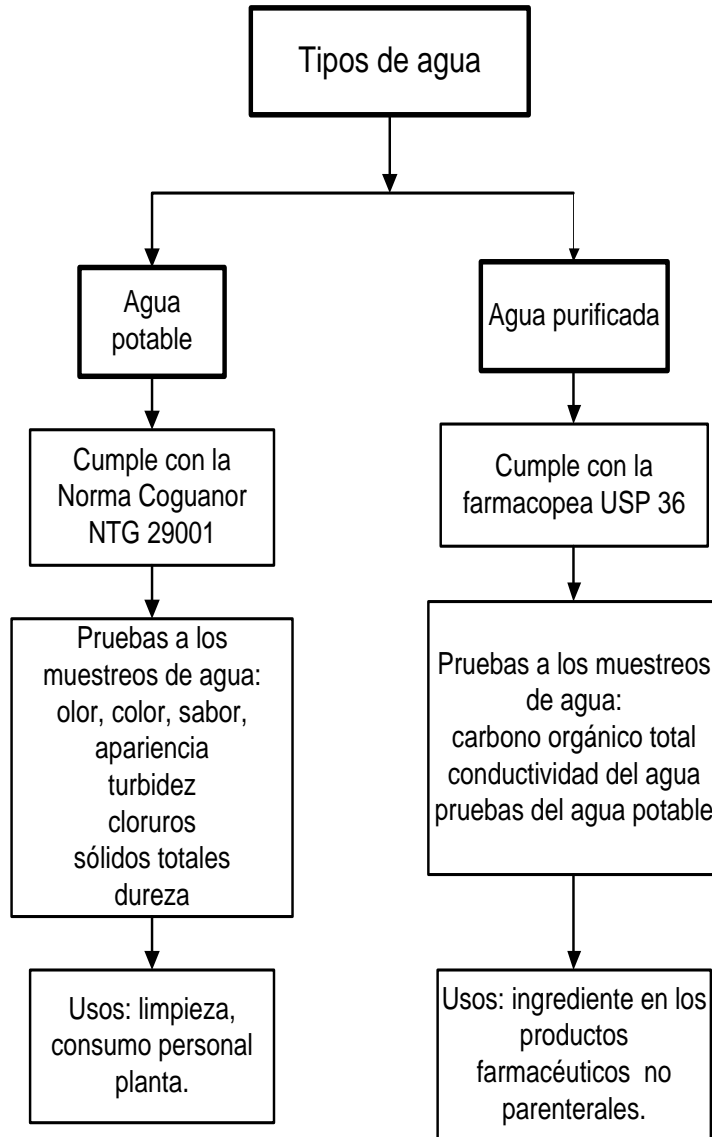 Tipos de agua
Agua
potable
Cumple con la
Norma Coguanor
NTG 29001
Pruebas a los
muestreos de agua:
olor, color, sabor,
apariencia
turbidez
cloruros
sólidos totales
dureza
Usos: limpieza,
consumo personal
planta.
Agua purificada
Cumple con la
farmacopea USP 36
Pruebas a los muestreos
de agua:
carbono orgánico total
conductividad del agua
pruebas del agua potable
Usos: ingrediente en los
productos
farmacéuticos no
parenterales.